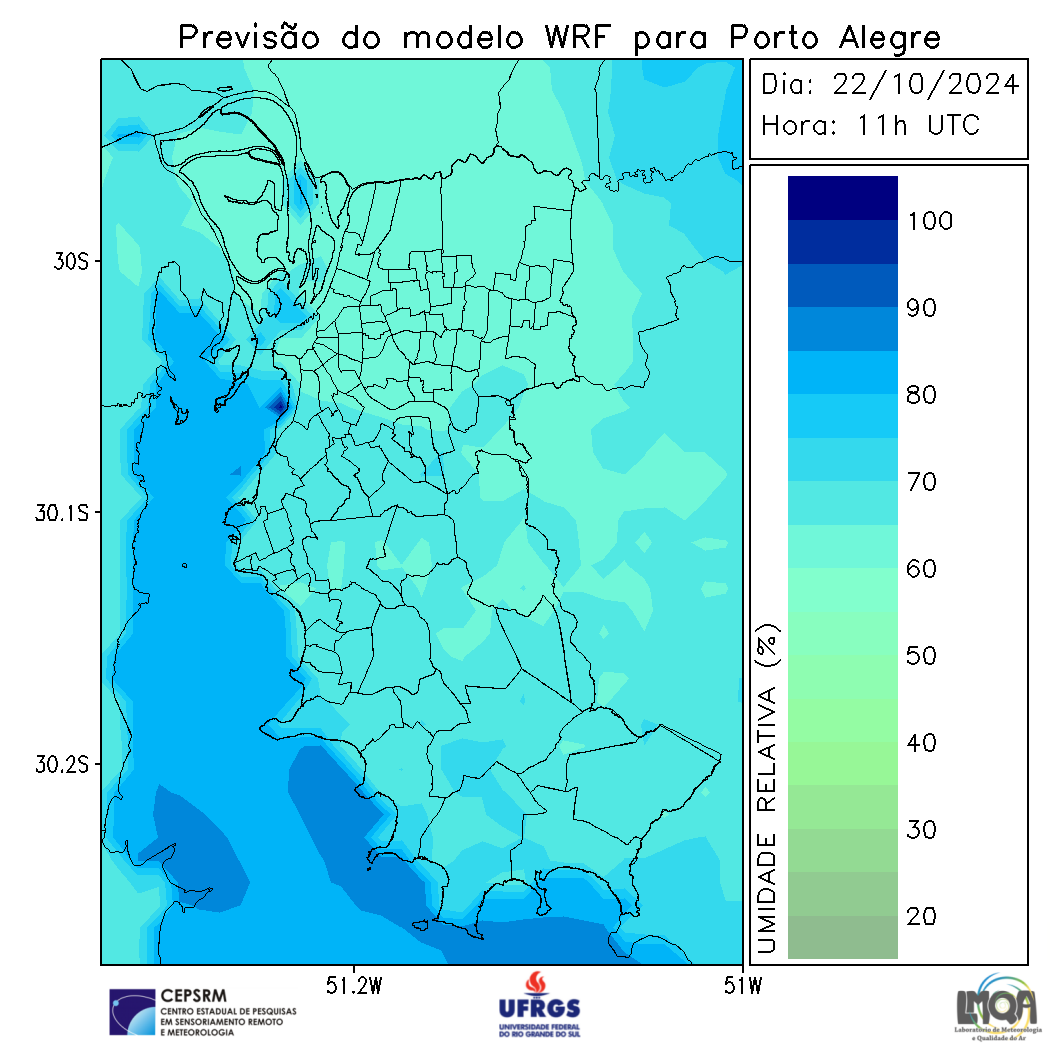 Previsão do modelo WRF para Porto Alegre
Dia: 22/10/2024
Hora: 11h UTC
30S
30.1S
30.2S
51.2W
51W
100
90
80
70
60
50
40
30
20
UMIDADE RELATIVA (%)
CEPSRM
CENTRO ESTADUAL DE PESQUISAS
EM SENSORIAMENTO REMOTO
E METEOROLOGIA
UFRGS
UNIVERSIDADE FEDERAL
DO RIO GRANDE DO SUL
LMQA
Laboratório de Meteorologia
e Qualidade do Ar